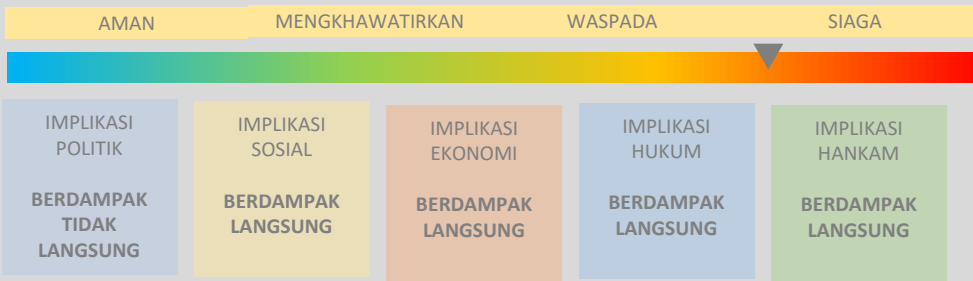 AMAN MENGKHAWATIRKAN WASPADA SIAGA
IMPLIKASI
POLITIK
BERDAMPAK
TIDAK
LANGSUNG
IMPLIKASI
SOSIAL
BERDAMPAK
LANGSUNG
IMPLIKASI
EKONOMI
BERDAMPAK
LANGSUNG
IMPLIKASI
HUKUM
BERDAMPAK
LANGSUNG
IMPLIKASI
HANKAM
BERDAMPAK
LANGSUNG